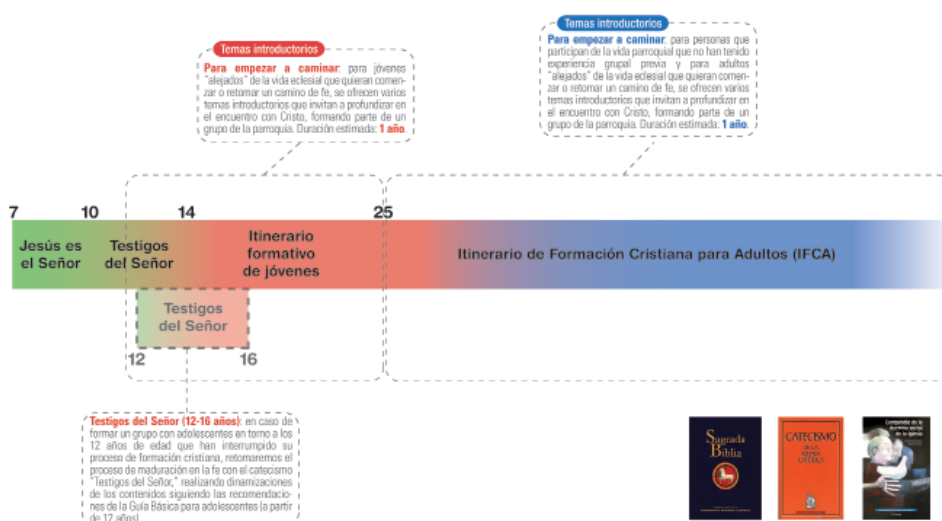 Temas introductorios
Para empezar a caminar: para jóvenes
"alejados" de la vida eclesial que quieran comen-
zar o retomar un camino de fe, se ofrecen varios
temas introductorios que invitan a profundizar en
el encuentro con Cristo, formando parte de un
grupo de la parroquia. Duración estimada: 1 año.
Temas introductorios
Para empezar a caminar: para personas que
participan de la vida parroquial que no han tenido
experiencia grupal previa y para adultos
"alejados" de la vida eclesial que quieran comen-
zar o retomar un camino de fe, se ofrecen varios
temas introductorios que invitan a profundizar en
el encuentro con Cristo, formando parte de un
grupo de la parroquia. Duración estimada: 1 año.
7
10
14
25
Jesús es
el Señor
Testigos
del Señor
Itinerario
formativo
de jóvenes
Itinerario de Formación Cristiana para Adultos (IFCA)
Testigos
del Señor
12
16
Testigos del Señor (12-16 años): en caso de
formar un grupo con adolescentes en torno a los
12 años de edad que han interrumpido su
proceso de formación cristiana, retomaremos el
proceso de maduración en la fe con el catecismo
"Testigos del Señor," realizando dinamizaciones
de los contenidos siguiendo las recomendacio-
nes de la Guía Básica para adolescentes (a partir
de 12 años)
Sagrada
Biblia
CATECISMO
DE LA
IGLESIA CATÓLICA
Compendio de la
doctrina social
de la Iglesia